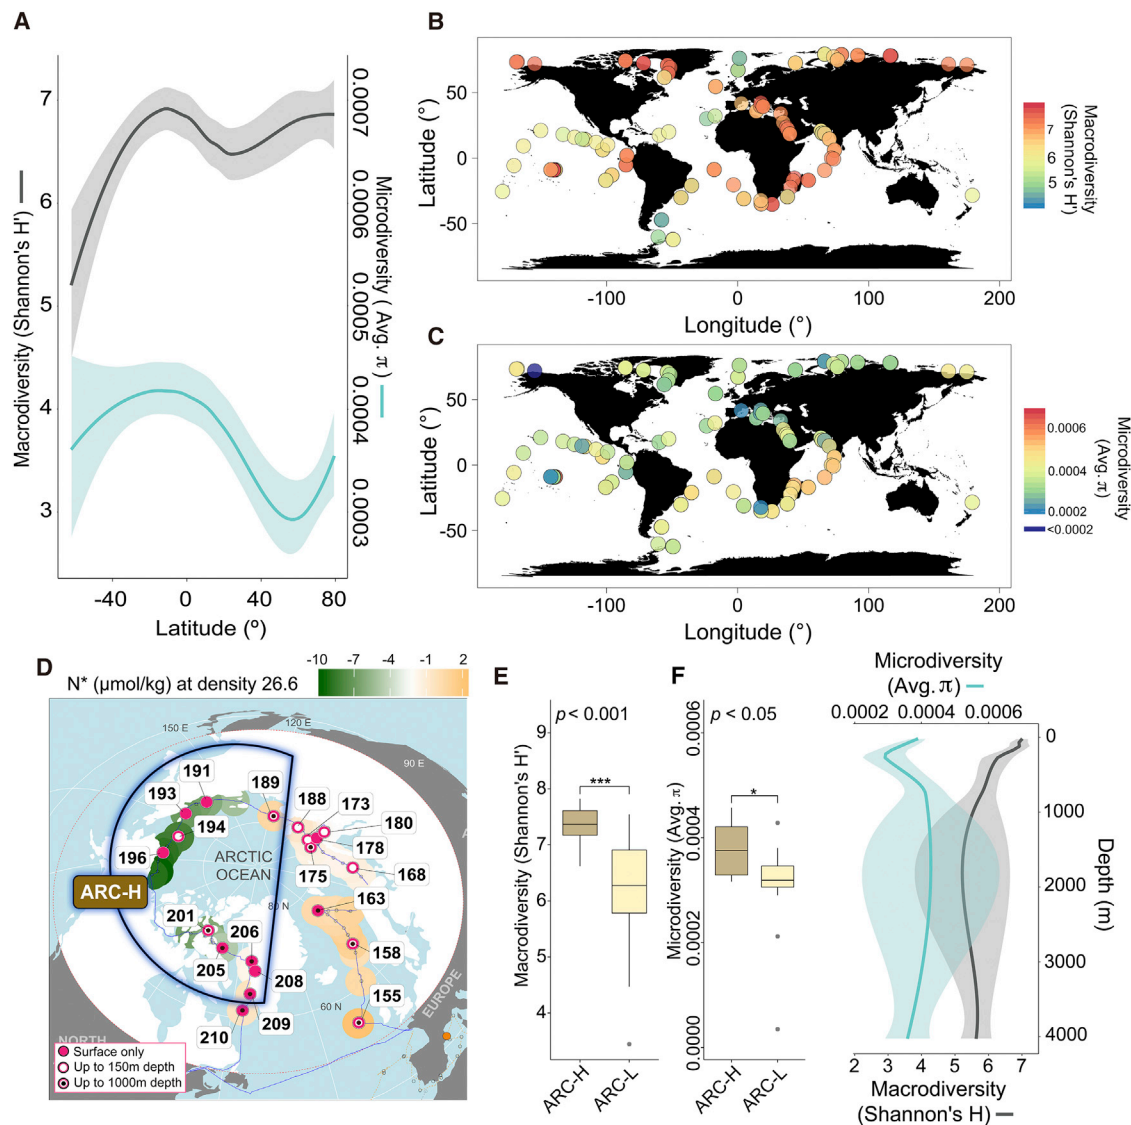 A
7
6
5
4
3
Macrodiversity (Shannon's H')
0.0007
0.0006
0.0005
0.0004
0.0003
Microdiversity ( Avg. π)
-40
0
40
80
Latitude (º)
B
50
0
-50
Latitude (°)
-100
0
100
200
Longitude (°)
7
6
5
Macrodiversity
(Shannon's H')
C
50
0
-50
Latitude (°)
-100
0
100
200
Longitude (°)
0.0006
0.0004
0.0002
<0.0002
Microdiversity
(Avg. π)
D
N* (µmol/kg) at density 26.6
-10
-7
-4
-1
2
150 E
120 E
90 E
191
193
189
188
173
194
180
196
178
ARCTIC
OCEAN
175
168
ARC-H
80 N
163
201
206
158
205
208
155
60 N
EUROPE
209
210
NORTH
Surface only
Up to 150m depth
Up to 1000m depth
E
p < 0.001
9
8
7
6
5
4
***
Macrodiversity (Shannon's H')
ARC-H
ARC-L
F
p < 0.05
0.0006
0.0004
0.0002
0.0000
*
Microdiversity (Avg. π)
ARC-H
ARC-L
Microdiversity
(Avg. π)
0.0002
0.0004
0.0006
0
1000
2000
3000
4000
Depth (m)
2
3
4
5
6
7
Macrodiversity
(Shannon's H)